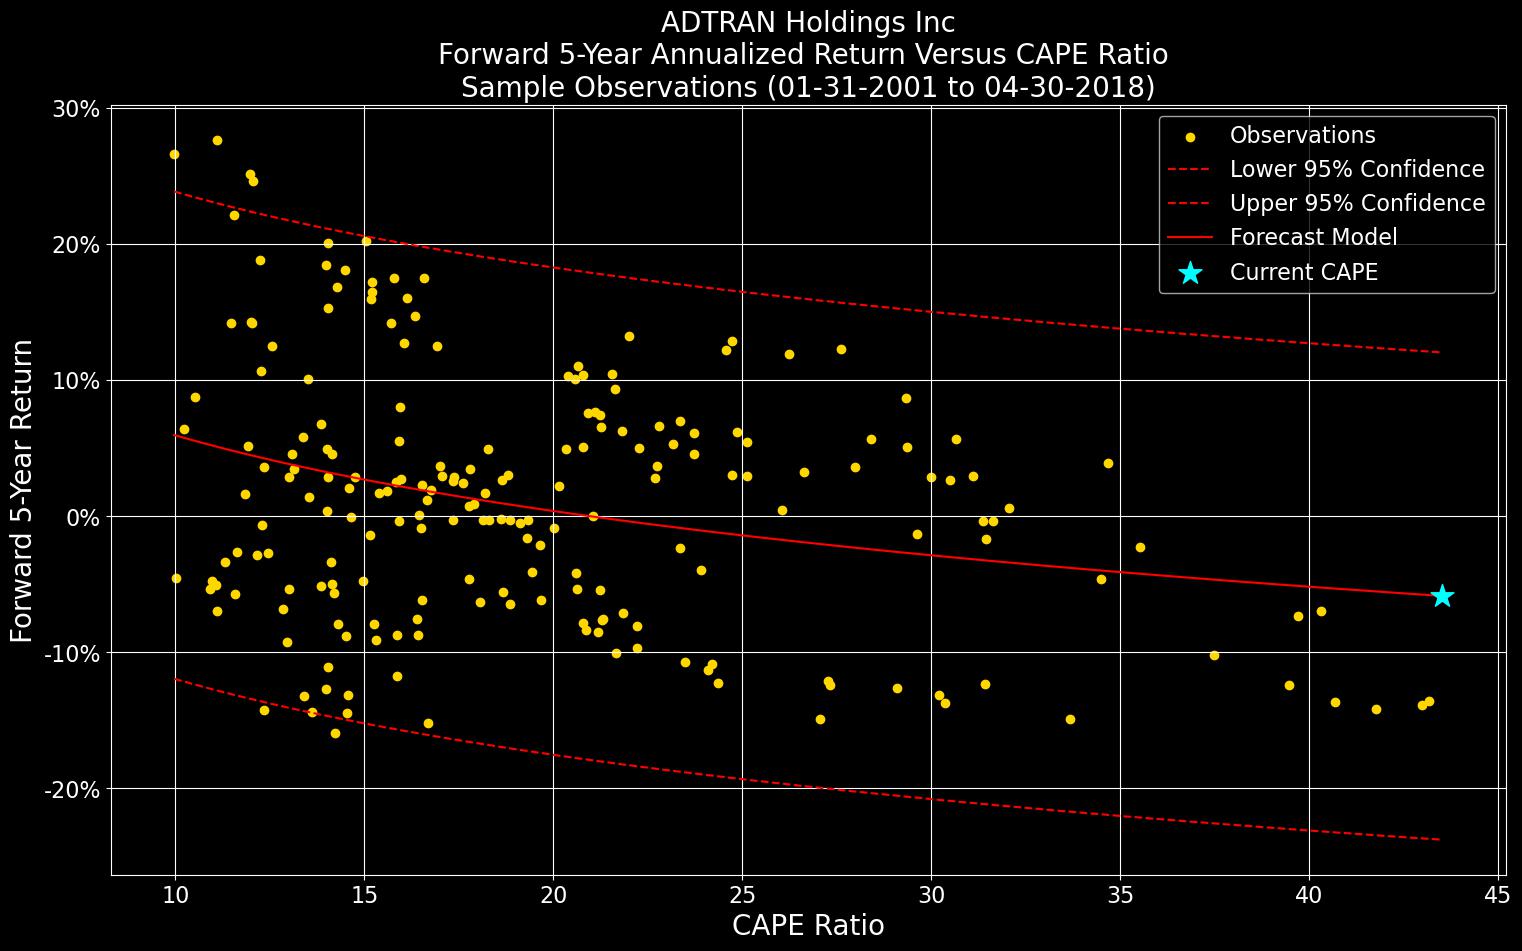 ADTRAN Holdings Inc
Forward 5-Year Annualized Return Versus CAPE Ratio
Sample Observations (01-31-2001 to 04-30-2018)
Observations
Lower 95% Confidence
Upper 95% Confidence
Forecast Model
Current CAPE
Forward 5-Year Return
30%
20%
10%
0%
-10%
-20%
10 15 20 25 30 35 40 45
CAPE Ratio